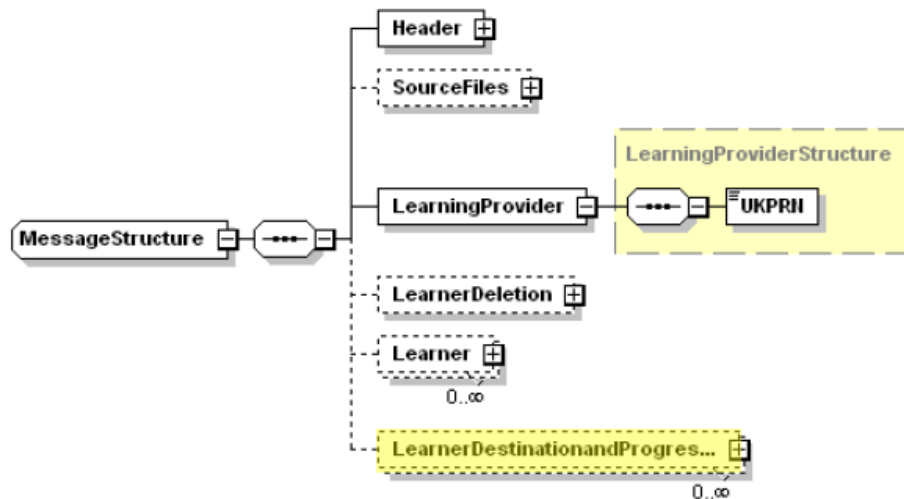 Header
SourceFiles
LearningProviderStructure
LearningProvider
UKPRN
MessageStructure
LearnerDeletion
Learner
0..∞
LearnerDestinationandProgres...
0..∞